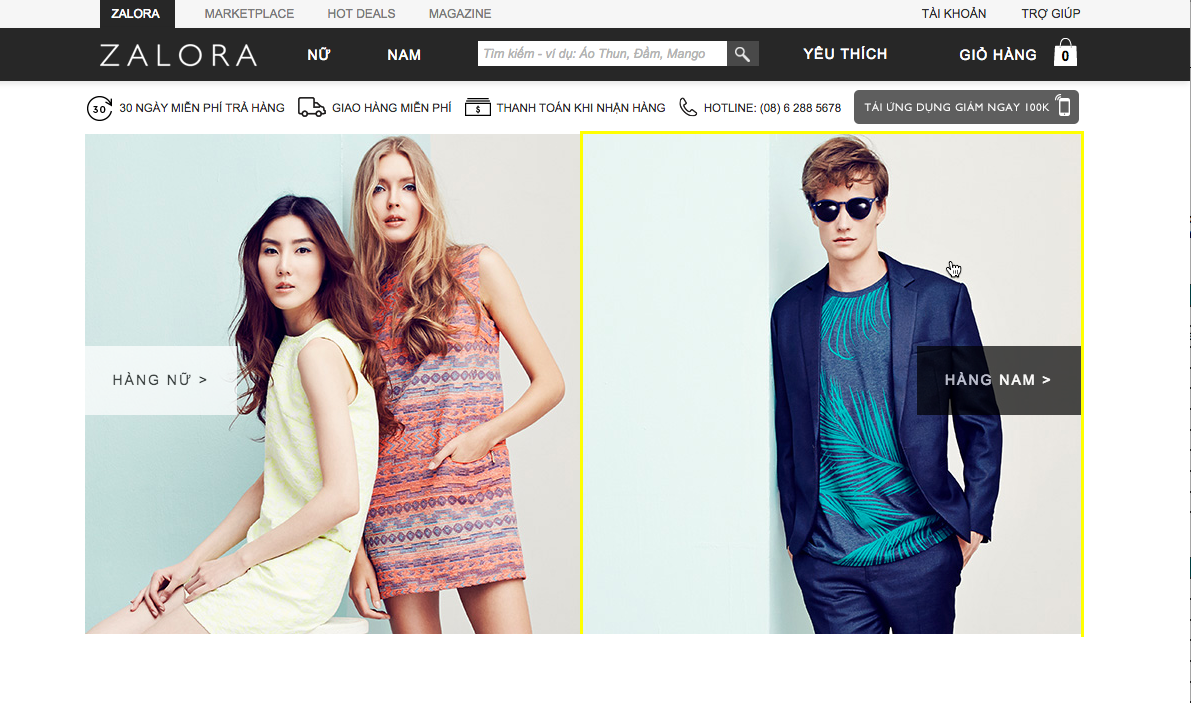 ZALORA MARKETPLACE HOT DEALS MAGAZINE TÀI KHOẢN TRỢ GIÚP
ZALORA NỮ NAM Tìm kiếm - ví dụ: Áo Thun, Đầm, Mango YÊU THÍCH GIỎ HÀNG 0
30 30 NGÀY MIỄN PHÍ TRẢ HÀNG GIAO HÀNG MIỄN PHÍ $ THANH TOÁN KHI NHẬN HÀNG HOTLINE: (08) 6 288 5678 TẢI ỨNG DỤNG GIẢM NGAY 100K
HÀNG NỮ > HÀNG NAM >